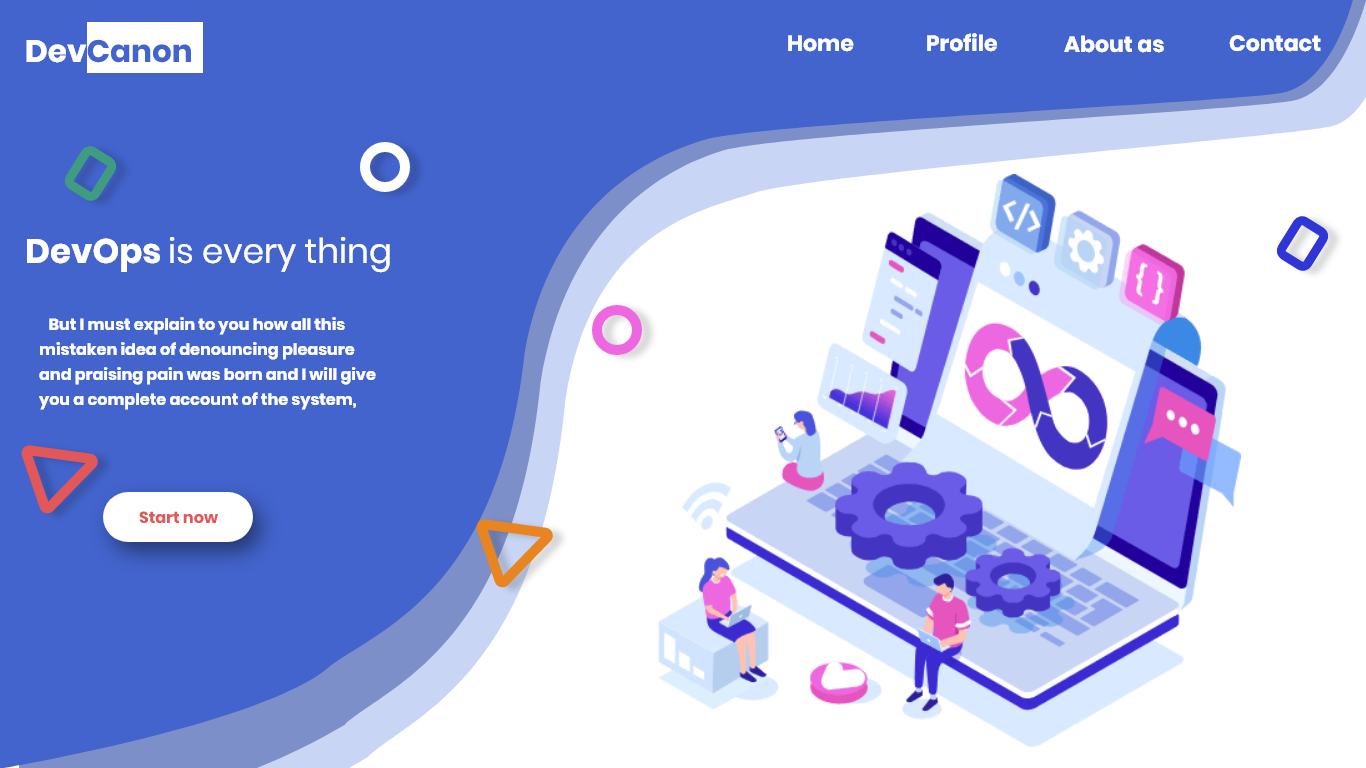 DevCanon
Home Profile About as Contact
DevOps is every thing
But I must explain to you how all this
mistaken idea of denouncing pleasure
and praising pain was born and I will give
you a complete account of the system,
Start now